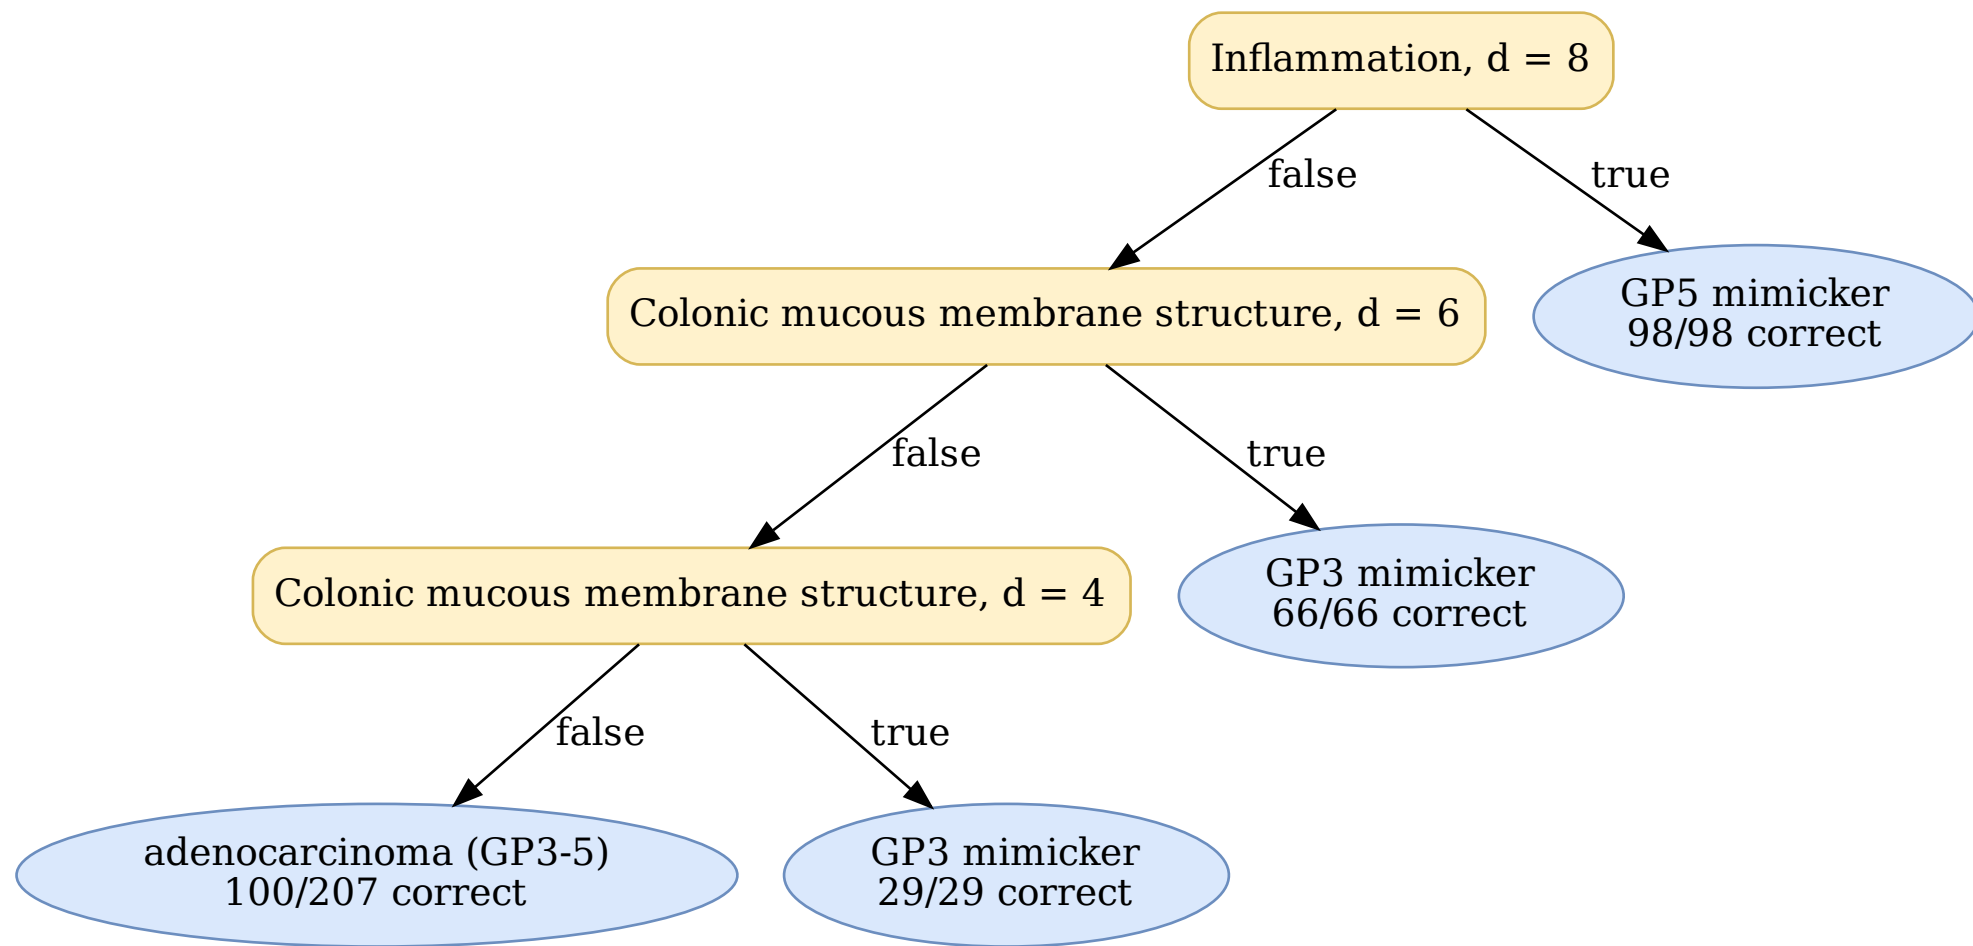 Inflammation, d = 8
false
true
Colonic mucous membrane structure, d = 6
GP5 mimicker
98/98 correct
false
true
Colonic mucous membrane structure, d = 4
GP3 mimicker
66/66 correct
false
true
adenocarcinoma (GP3-5)
100/207 correct
GP3 mimicker
29/29 correct